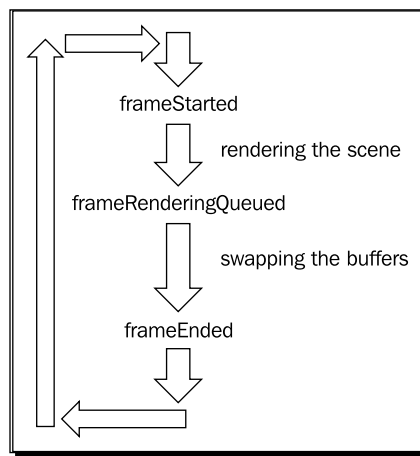 frameStarted
rendering the scene
frameRenderingQueued
swapping the buffers
frameEnded